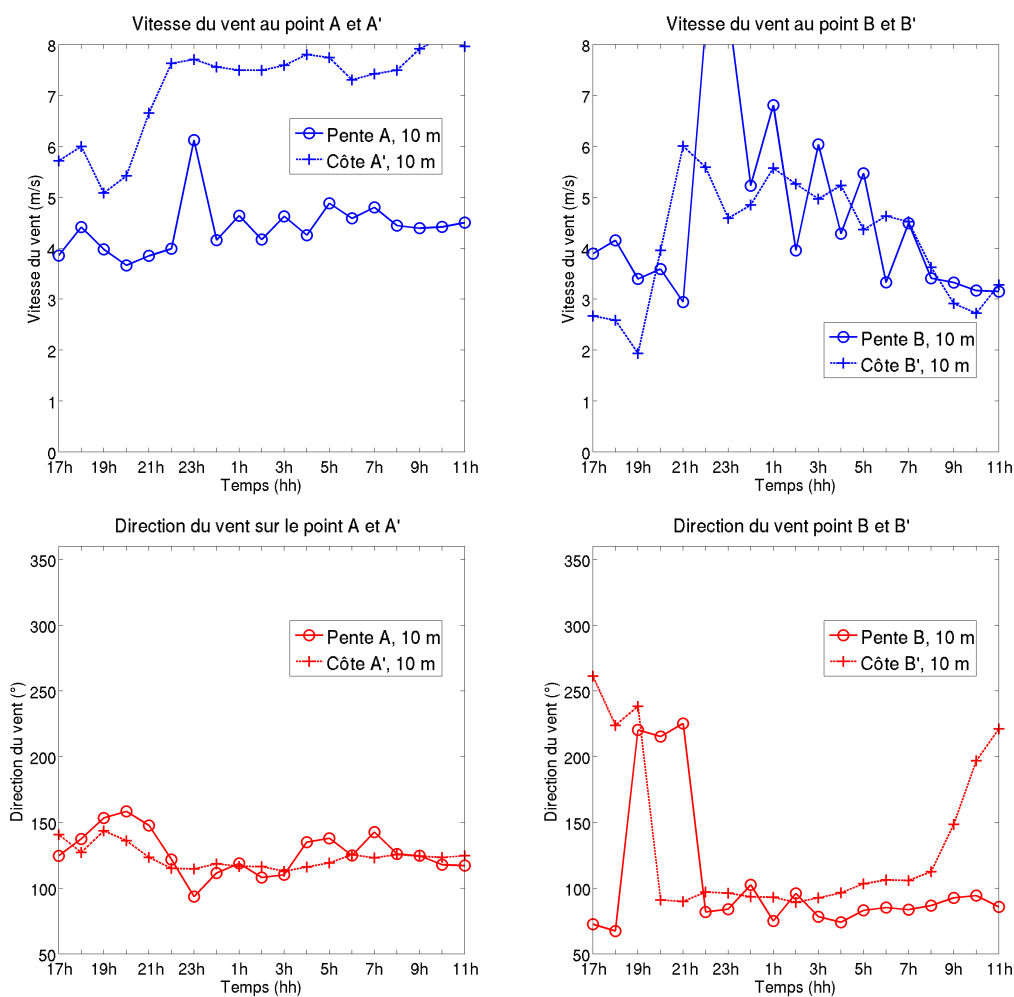 Vitesse du vent au point A et A'
Vitesse du vent (m/s)
8
7
6
5
4
3
2
1
0
Pente A, 10 m
Côte A', 10 m
17h 19h 21h 23h 1h 3h 5h 7h 9h 11h
Temps (hh)
Vitesse du vent au point B et B'
Vitesse du vent (m/s)
8
7
6
5
4
3
2
1
0
Pente B, 10 m
Côte B', 10 m
17h 19h 21h 23h 1h 3h 5h 7h 9h 11h
Temps (hh)
Direction du vent sur le point A et A'
Direction du vent (°)
350
300
250
200
150
100
50
Pente A, 10 m
Côte A', 10 m
17h 19h 21h 23h 1h 3h 5h 7h 9h 11h
Temps (hh)
Direction du vent point B et B'
Direction du vent (°)
350
300
250
200
150
100
50
Pente B, 10 m
Côte B', 10 m
17h 19h 21h 23h 1h 3h 5h 7h 9h 11h
Temps (hh)